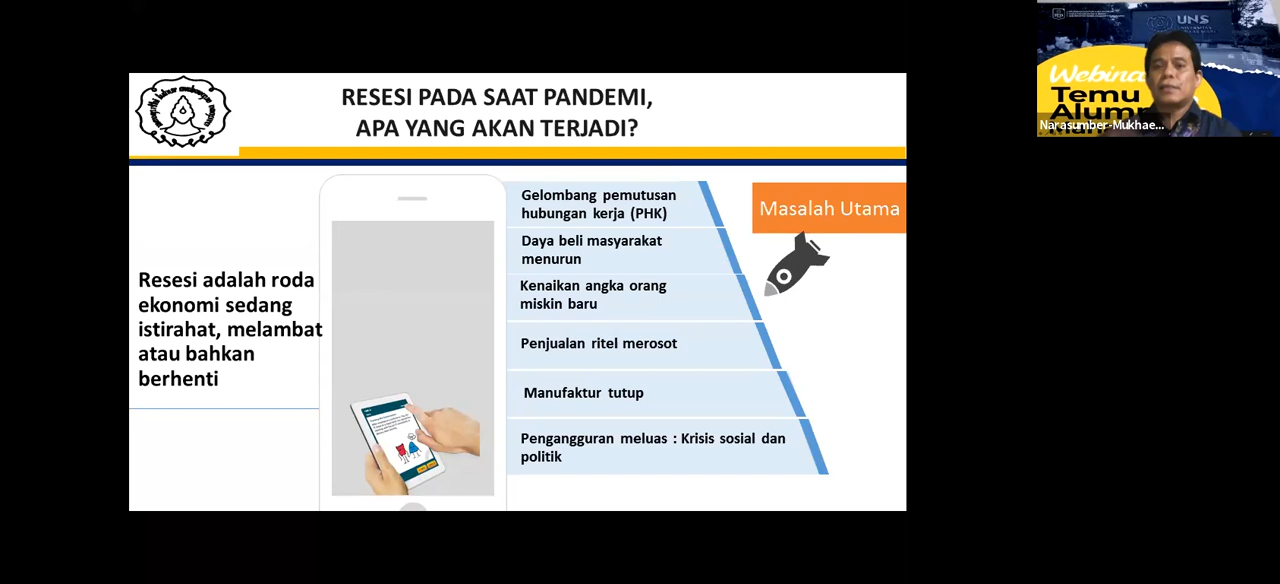 RESESI PADA SAAT PANDEMI,
APA YANG AKAN TERJADI?
Resesi adalah roda
ekonomi sedang
istirahat, melambat
atau bahkan
berhenti
Gelombang pemutusan
hubungan kerja (PHK)
Daya beli masyarakat
menurun
Kenaikan angka orang
miskin baru
Penjualan ritel merosot
Manufaktur tutup
Pengangguran meluas : Krisis sosial dan
politik
Masalah Utama
UNS
Webina
Temu
Alum
Narasumber-Mukhae...